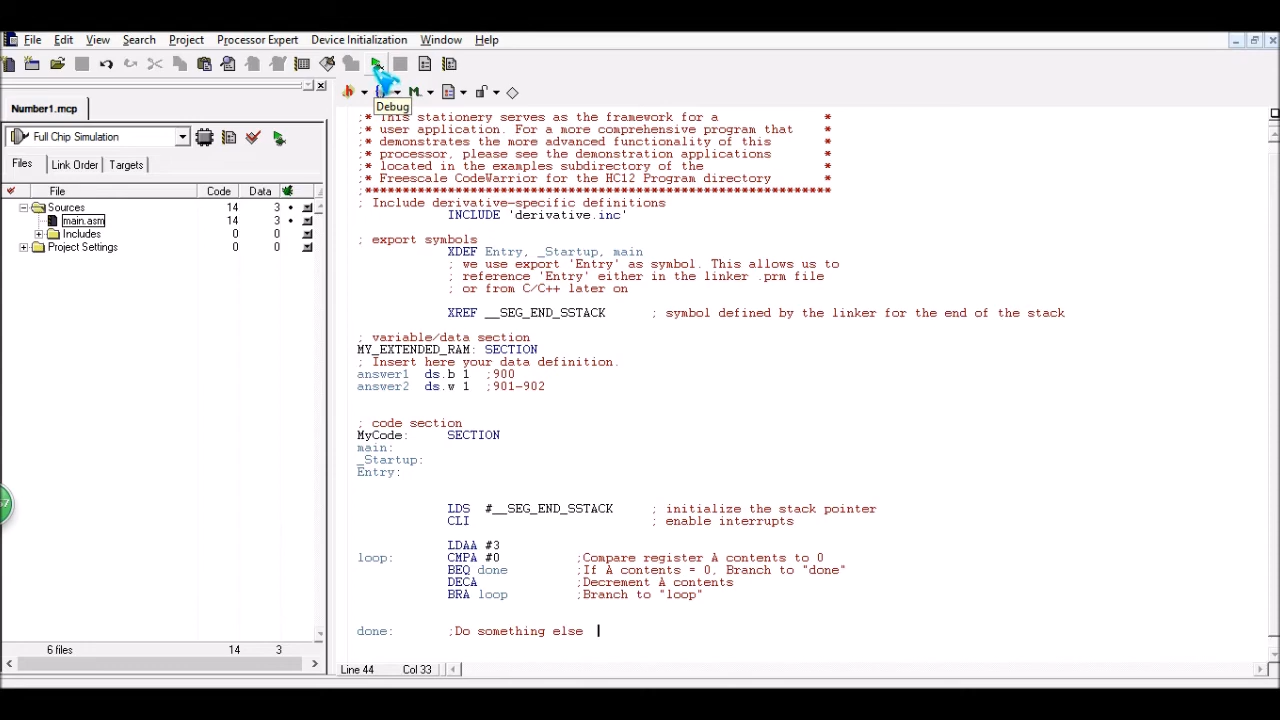 File Edit View Search Project Processor Expert Device Initialization Window Help
Debug
Number1.mcp
Full Chip Simulation
Files Link Order Targets
File Code Data
Sources 14 3
main.asm 14 3
Includes 0 0
Project Settings 0 0
6 files 14 3
;* This stationery serves as the framework for a *
;* user application. For a more comprehensive program that *
;* demonstrates the more advanced functionality of this *
;* processor, please see the demonstration applications *
;* located in the examples subdirectory of the *
;* Freescale CodeWarrior for the HC12 Program directory *
;**************************************************************
; Include derivative-specific definitions
INCLUDE 'derivative.inc'
; export symbols
XDEF Entry, _Startup, main
; we use export 'Entry' as symbol. This allows us to
; reference 'Entry' either in the linker .prm file
; or from C/C++ later on
XREF __SEG_END_SSTACK ; symbol defined by the linker for the end of the stack
; variable/data section
MY_EXTENDED_RAM: SECTION
; Insert here your data definition.
answer1 ds.b 1 ;900
answer2 ds.w 1 ;901-902
; code section
MyCode: SECTION
main:
_Startup:
Entry:
LDS #__SEG_END_SSTACK ; initialize the stack pointer
CLI ; enable interrupts
LDAA #3
loop: CMPA #0 ;Compare register A contents to 0
BEQ done ;If A contents = 0, Branch to "done"
DECA ;Decrement A contents
BRA loop ;Branch to "loop"
done: ;Do something else
Line 44 Col 33